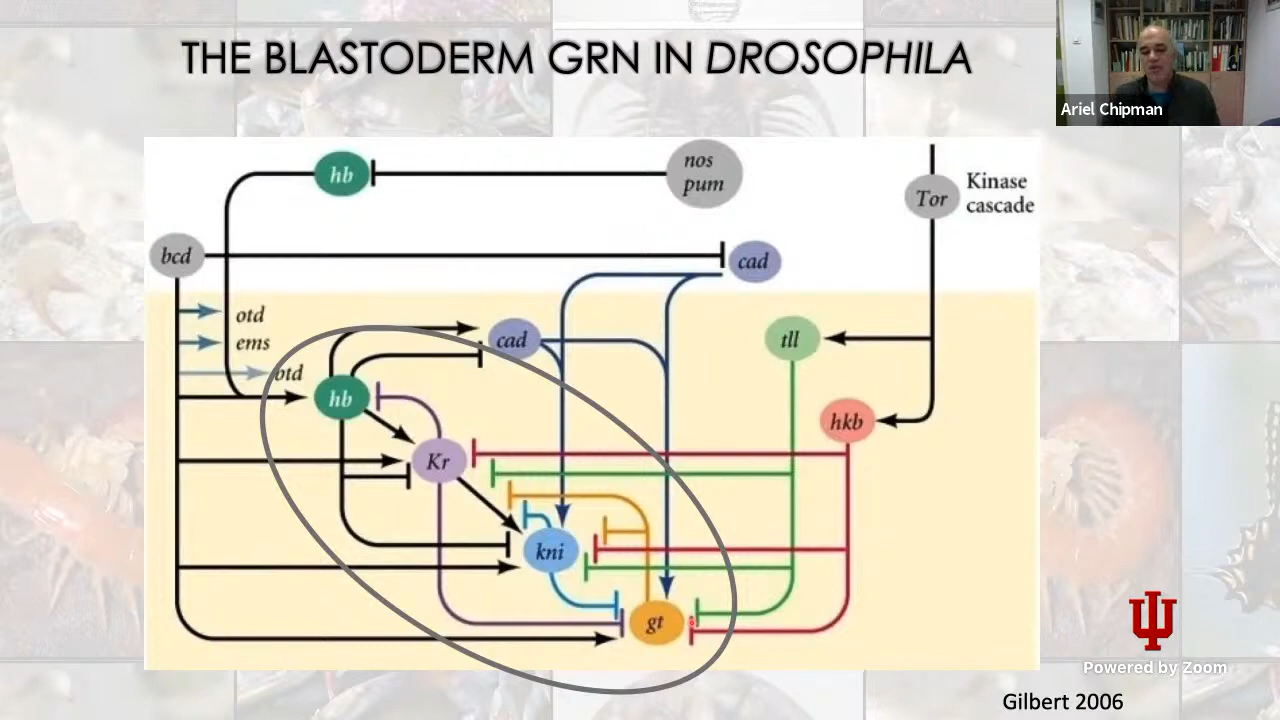 THE BLASTODERM GRN IN DROSOPHILA
Ariel Chipman
hb
nos
pum
Tor
Kinase
cascade
bcd
cad
otd
ems
btd
cad
tll
hb
hkb
Kr
kni
gt
Powered by Zoom
Gilbert 2006